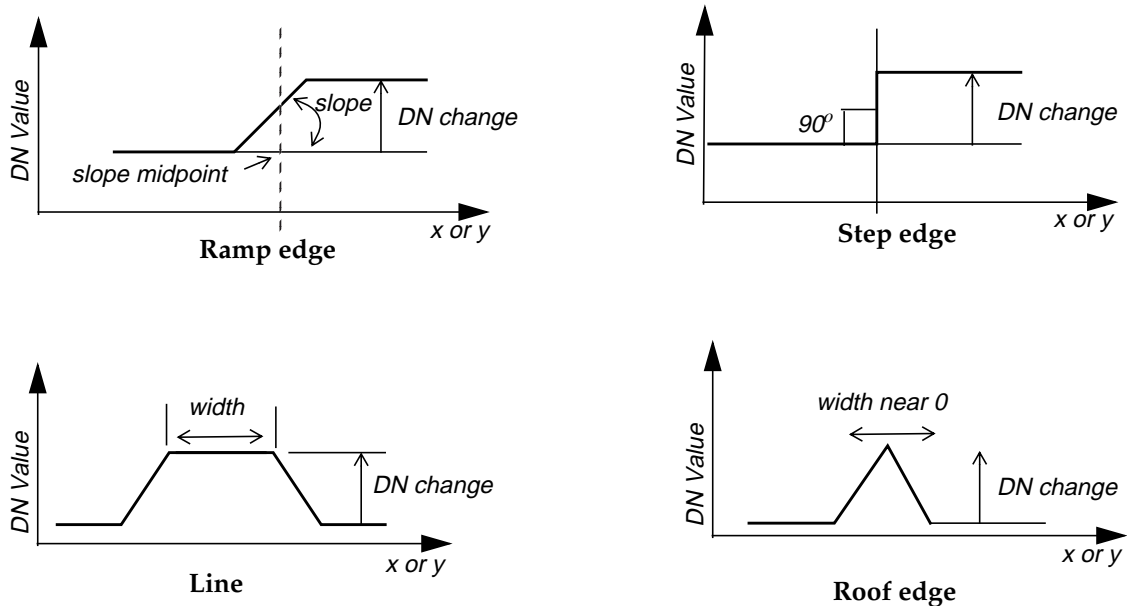 DN Value
slope
DN change
slope midpoint
x or y
Ramp edge
DN Value
90°
DN change
x or y
Step edge
DN Value
width
DN change
x or y
Line
DN Value
width near 0
DN change
x or y
Roof edge